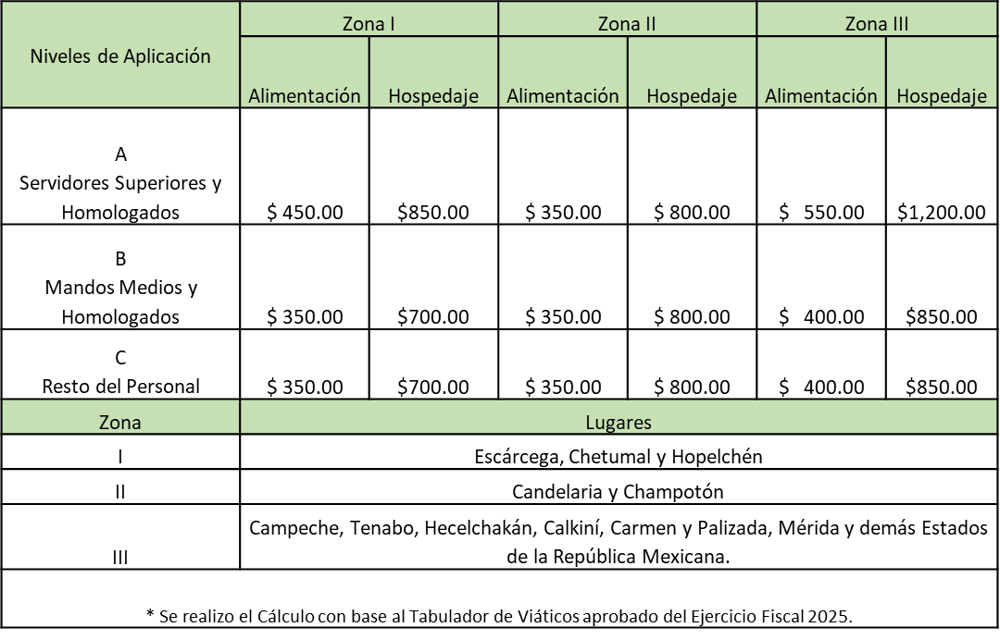 Niveles de Aplicación
Zona I Zona II Zona III
Alimentación Hospedaje Alimentación Hospedaje Alimentación Hospedaje
A
Servidores Superiores y
Homologados $ 450.00 $850.00 $ 350.00 $ 800.00 $ 550.00 $1,200.00
B
Mandos Medios y
Homologados $ 350.00 $700.00 $ 350.00 $ 800.00 $ 400.00 $850.00
C
Resto del Personal $ 350.00 $700.00 $ 350.00 $ 800.00 $ 400.00 $850.00
Zona Lugares
I Escárcega, Chetumal y Hopelchén
II Candelaria y Champotón
III Campeche, Tenabo, Hecelchakán, Calkiní, Carmen y Palizada, Mérida y demás Estados
de la República Mexicana.
* Se realizo el Cálculo con base al Tabulador de Viáticos aprobado del Ejercicio Fiscal 2025.